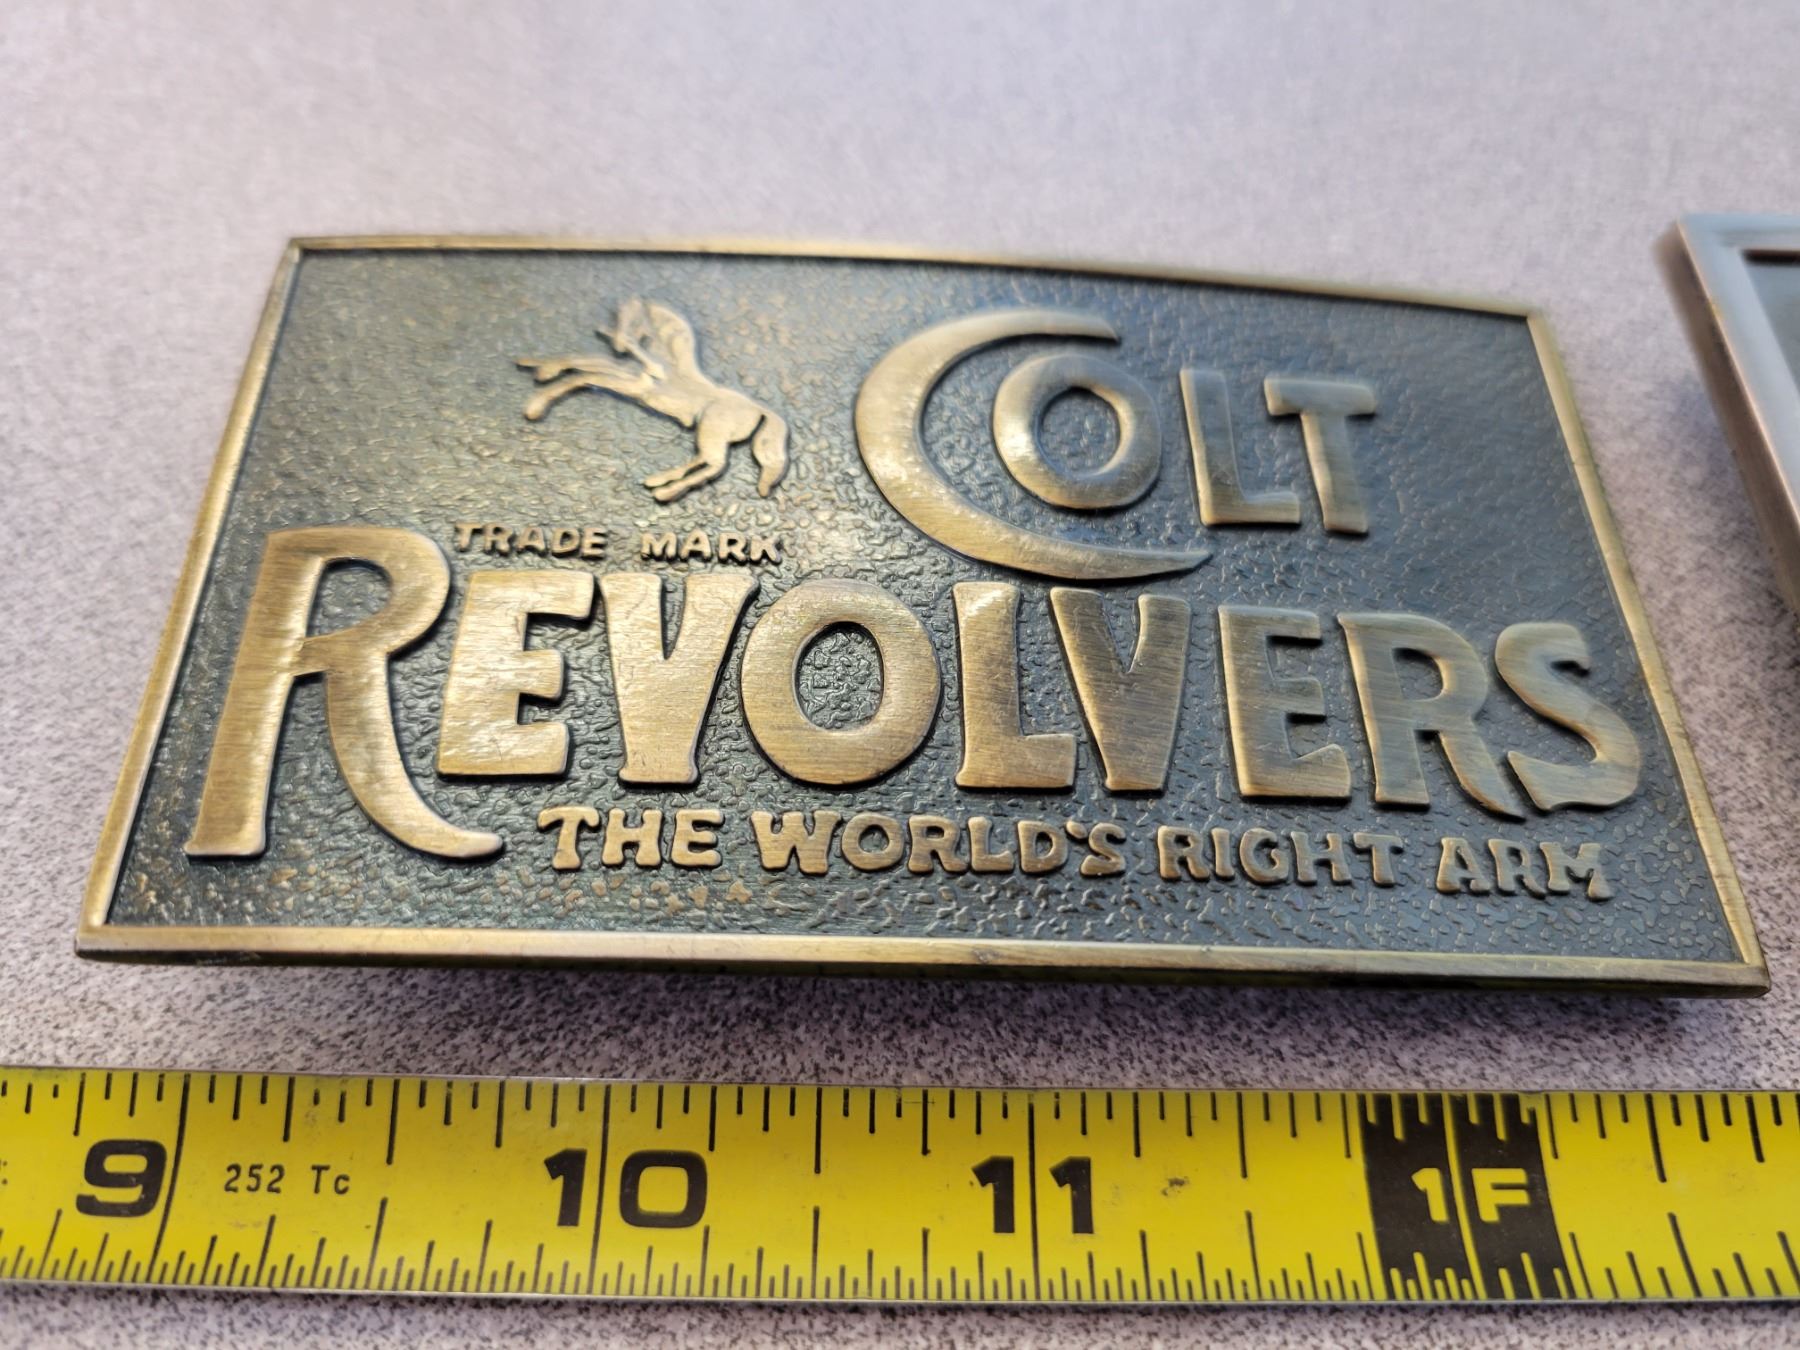 COLT
TRADE MARK
REVOLVERS
THE WORLD'S RIGHT ARM
9 252 Tc 10 11 1F